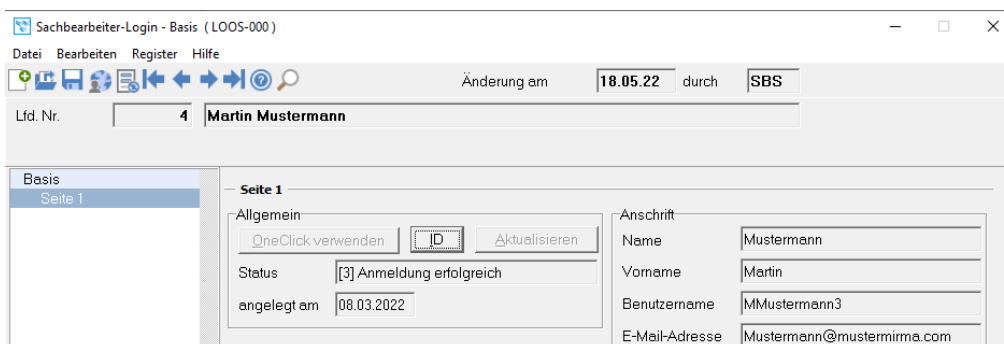 Sachbearbeiter-Login - Basis ( LOOS-000 )
Datei Bearbeiten Register Hilfe
Änderung am 18.05.22 durch SBS
Lfd. Nr. 4 Martin Mustermann
Basis
Seite 1
Seite 1
Allgemein
OneClick verwenden ID Aktualisieren
Status [3] Anmeldung erfolgreich
angelegt am 08.03.2022
Anschrift
Name Mustermann
Vorname Martin
Benutzername MMustermann3
E-Mail-Adresse Mustermann@mustermirma.com